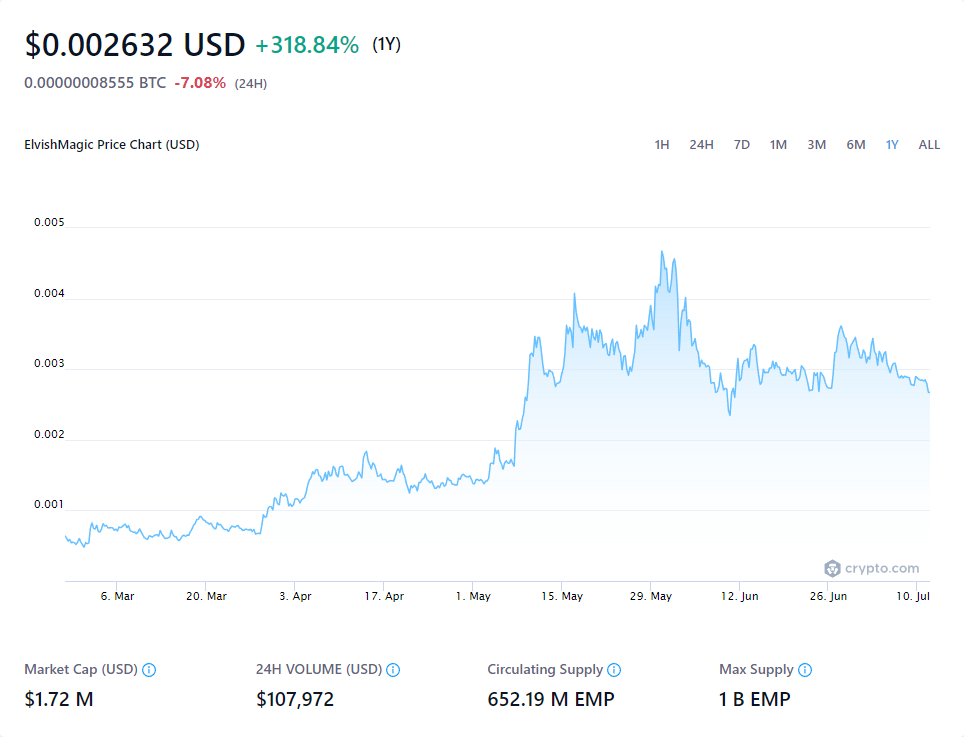 $0.002632 USD +318.84% (1Y)
0.00000008555 BTC -7.08% (24H)
ElvishMagic Price Chart (USD) 1H 24H 7D 1M 3M 6M 1Y ALL
0.005
0.004
0.003
0.002
0.001
crypto.com
6. Mar 20. Mar 3. Apr 17. Apr 1. May 15. May 29. May 12. Jun 26. Jun 10. Jul
Market Cap (USD) 24H VOLUME (USD) Circulating Supply Max Supply
$1.72 M $107,972 652.19 M EMP 1 B EMP